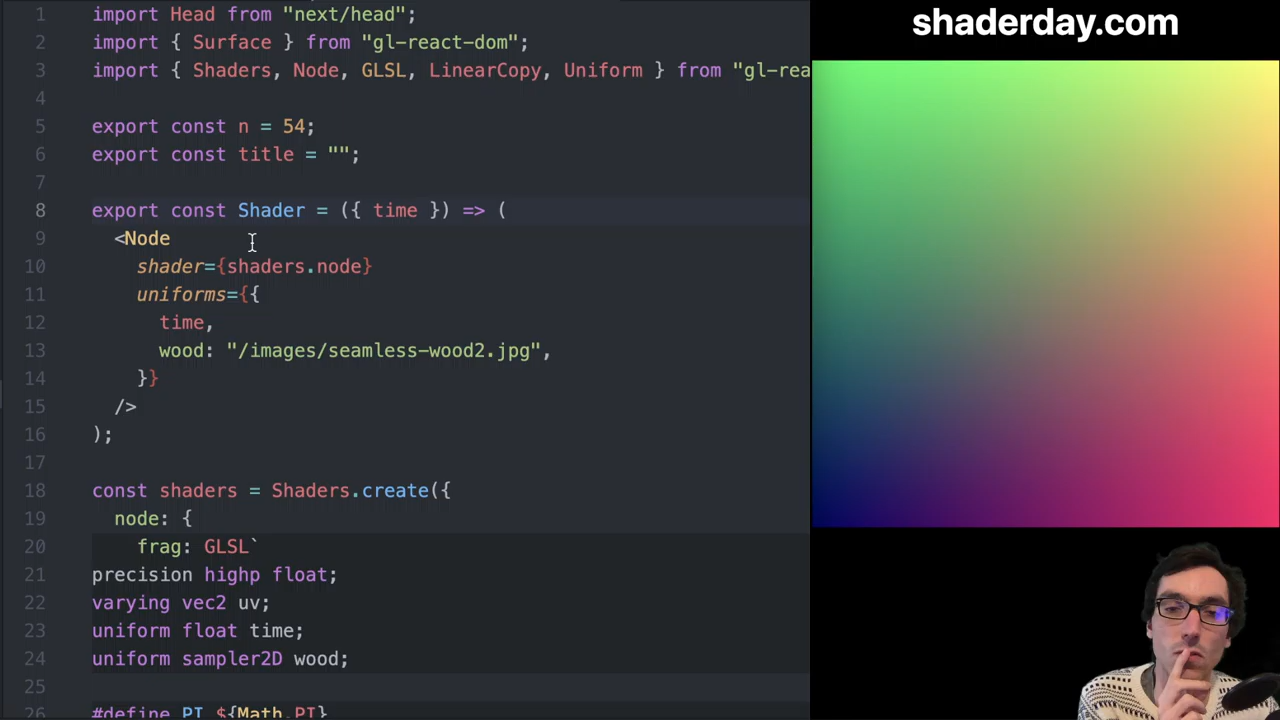 1 import Head from "next/head";
2 import { Surface } from "gl-react-dom";
3 import { Shaders, Node, GLSL, LinearCopy, Uniform } from "gl-rea
4
5 export const n = 54;
6 export const title = "";
7
8 export const Shader = ({ time }) => (
9 <Node
10 shader={shaders.node}
11 uniforms={{
12 time,
13 wood: "/images/seamless-wood2.jpg",
14 }}
15 />
16 );
17
18 const shaders = Shaders.create({
19 node: {
20 frag: GLSL`
21 precision highp float;
22 varying vec2 uv;
23 uniform float time;
24 uniform sampler2D wood;
25
26 #define PI ${Math.PI}
shaderday.com